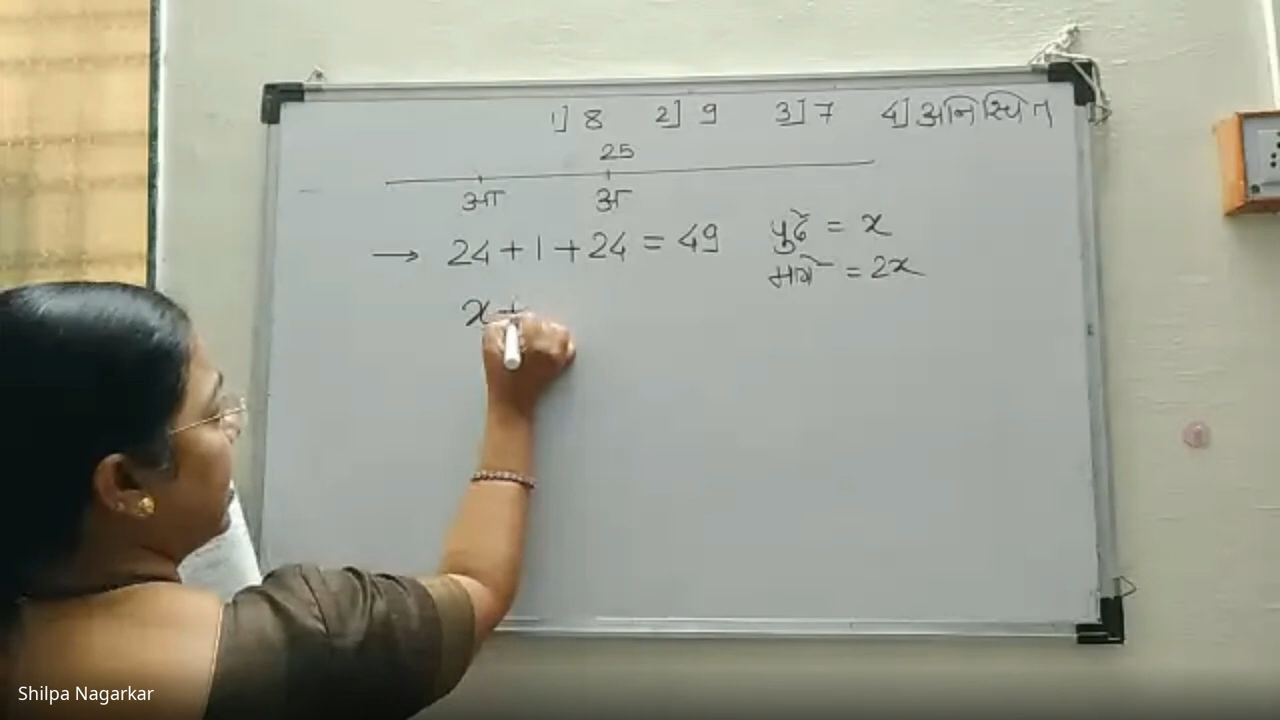 1] 8 2] 9 3] 7 4] अनिश्चित
25
आ अ
→ 24 + 1 + 24 = 49 पुढे = x
मागे = 2x
x +
Shilpa Nagarkar